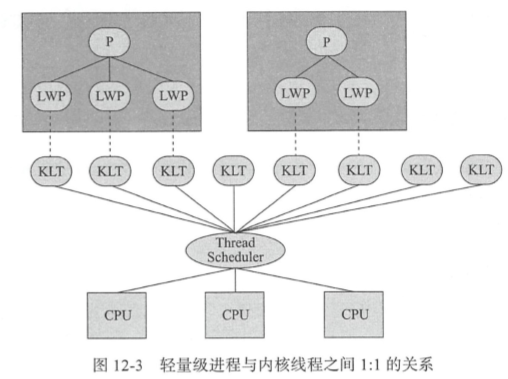 P P
LWP LWP LWP LWP LWP
KLT KLT KLT KLT KLT KLT KLT KLT
Thread
Scheduler
CPU CPU CPU
图 12-3 轻量级进程与内核线程之间 1:1 的关系